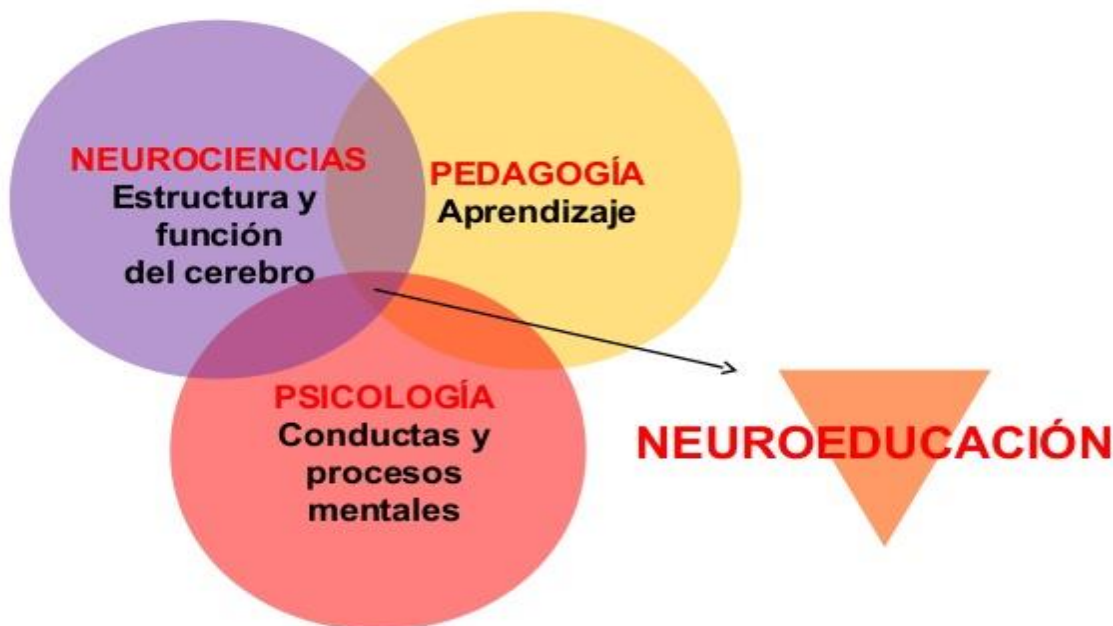 NEUROCIENCIAS
Estructura y
función
del cerebro
PEDAGOGÍA
Aprendizaje
PSICOLOGÍA
Conductas y
procesos
mentales
NEUROEDUCACIÓN